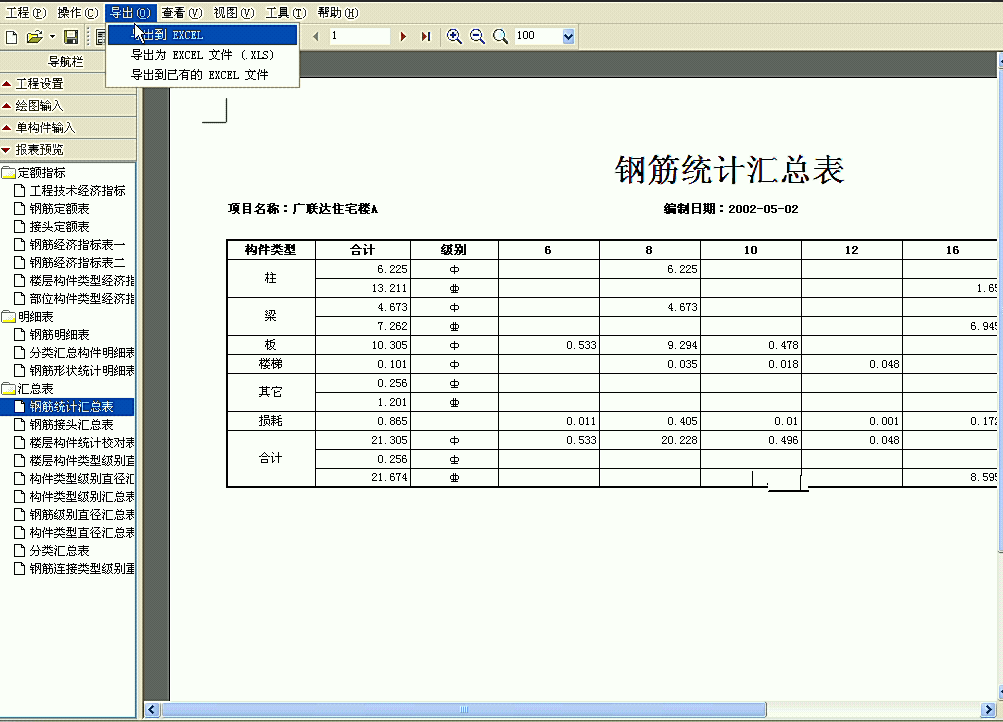 工程(P) 操作(C) 导出(O) 查看(V) 视图(V) 工具(T) 帮助(H)
导出到 EXCEL
导出为 EXCEL 文件 (.XLS)
导出到已有的 EXCEL 文件
1
100
导航栏
工程设置
绘图输入
单构件输入
报表预览
定额指标
工程技术经济指标
钢筋定额表
接头定额表
钢筋经济指标表一
钢筋经济指标表二
楼层构件类型经济指
部位构件类型经济指
明细表
钢筋明细表
分类汇总构件明细表
钢筋形状统计明细表
汇总表
钢筋统计汇总表
钢筋接头汇总表
楼层构件统计校对表
楼层构件类型级别直
构件类型级别直径汇
构件类型级别汇总表
钢筋级别直径汇总表
构件类型直径汇总表
分类汇总表
钢筋连接类型级别重
钢筋统计汇总表
项目名称：广联达住宅楼A 编制日期：2002-05-02
构件类型 合计 级别 6 8 10 12 16
柱 6.225 6.225
13.211 1.65
梁 4.673 4.673
7.262 6.945
板 10.305 0.533 9.294 0.478
楼梯 0.101 0.035 0.018 0.048
其它 0.256
1.201
损耗 0.865 0.011 0.405 0.01 0.001 0.172
合计 21.305 0.533 20.228 0.496 0.048
0.256
21.674 8.595